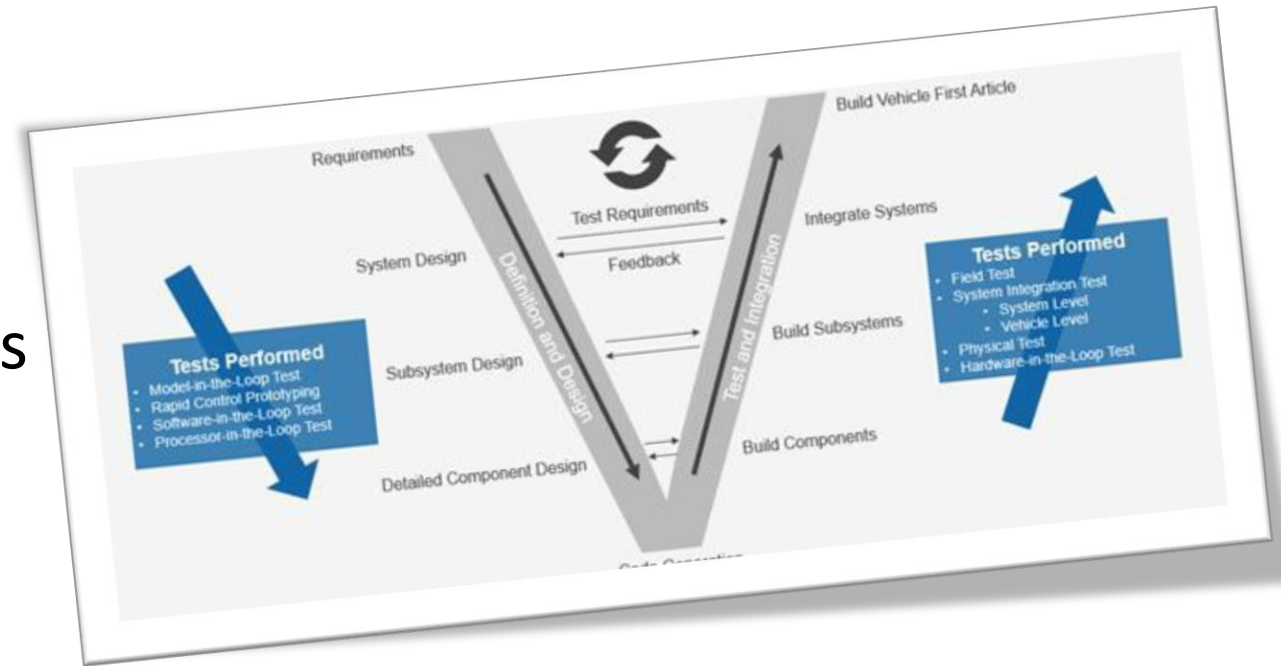 Requirements
System Design
Subsystem Design
Detailed Component Design
Definition and Design
Test Requirements
Feedback
Test and Integration
Build Vehicle First Article
Integrate Systems
Build Subsystems
Build Components
Code Generation
Tests Performed
• Model-in-the-Loop Test
• Rapid Control Prototyping
• Software-in-the-Loop Test
• Processor-in-the-Loop Test
Tests Performed
• Field Test
• System Integration Test
• System Level
• Vehicle Level
• Physical Test
• Hardware-in-the-Loop Test
s